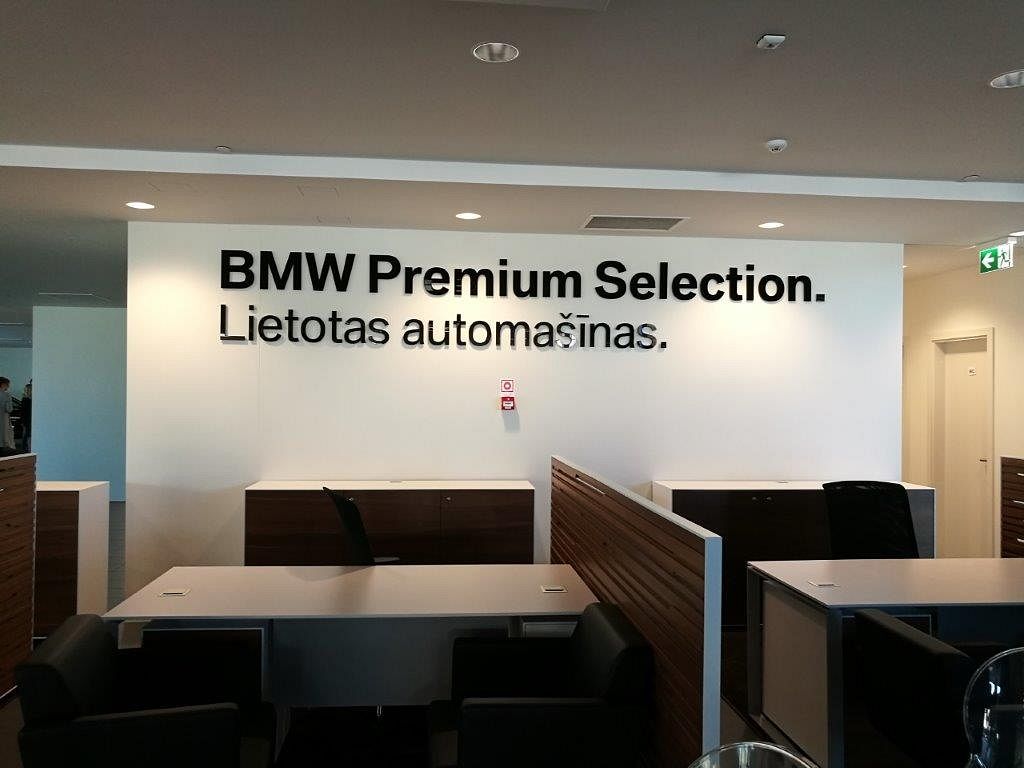 BMW Premium Selection.
Lietotas automašīnas.